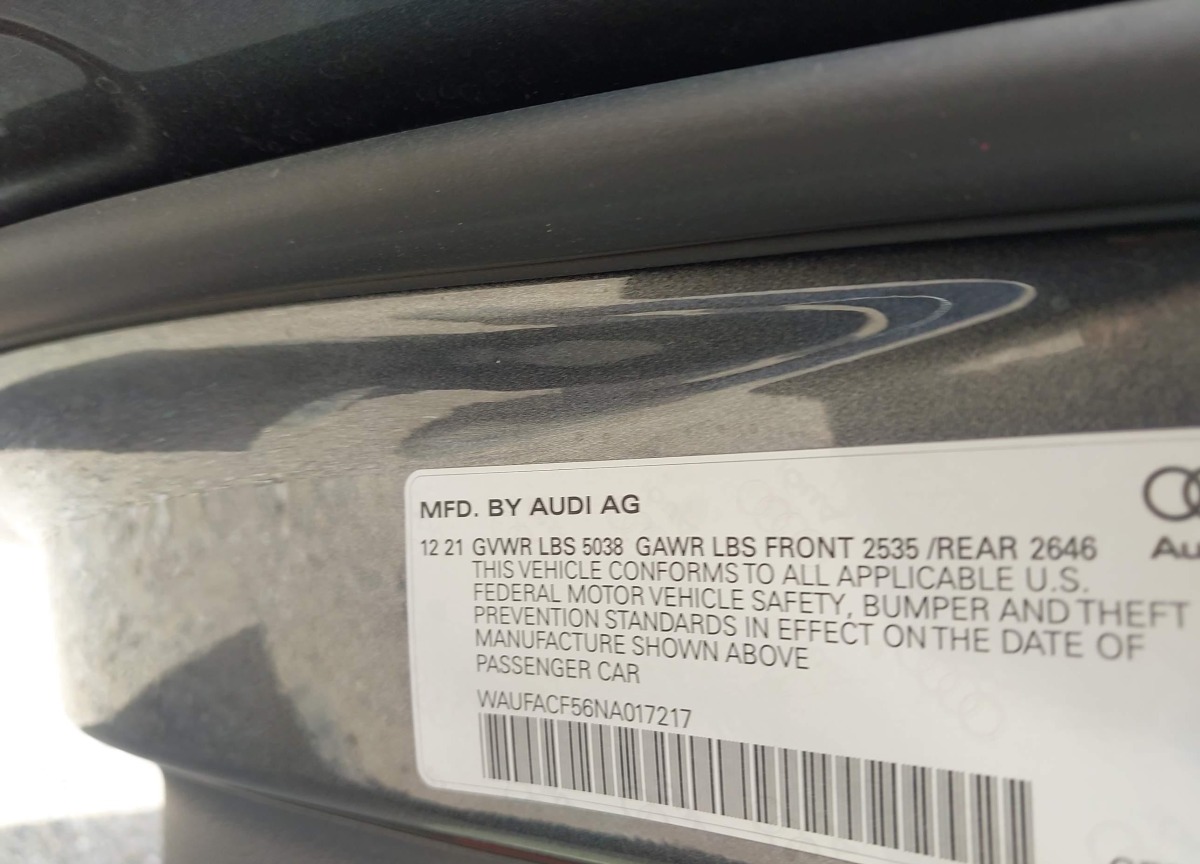 MFD. BY AUDI AG
12 21 GVWR LBS 5038 GAWR LBS FRONT 2535 /REAR 2646
THIS VEHICLE CONFORMS TO ALL APPLICABLE U.S.
FEDERAL MOTOR VEHICLE SAFETY, BUMPER AND THEFT
PREVENTION STANDARDS IN EFFECT ON THE DATE OF
MANUFACTURE SHOWN ABOVE
PASSENGER CAR
WAUFACF56NA017217